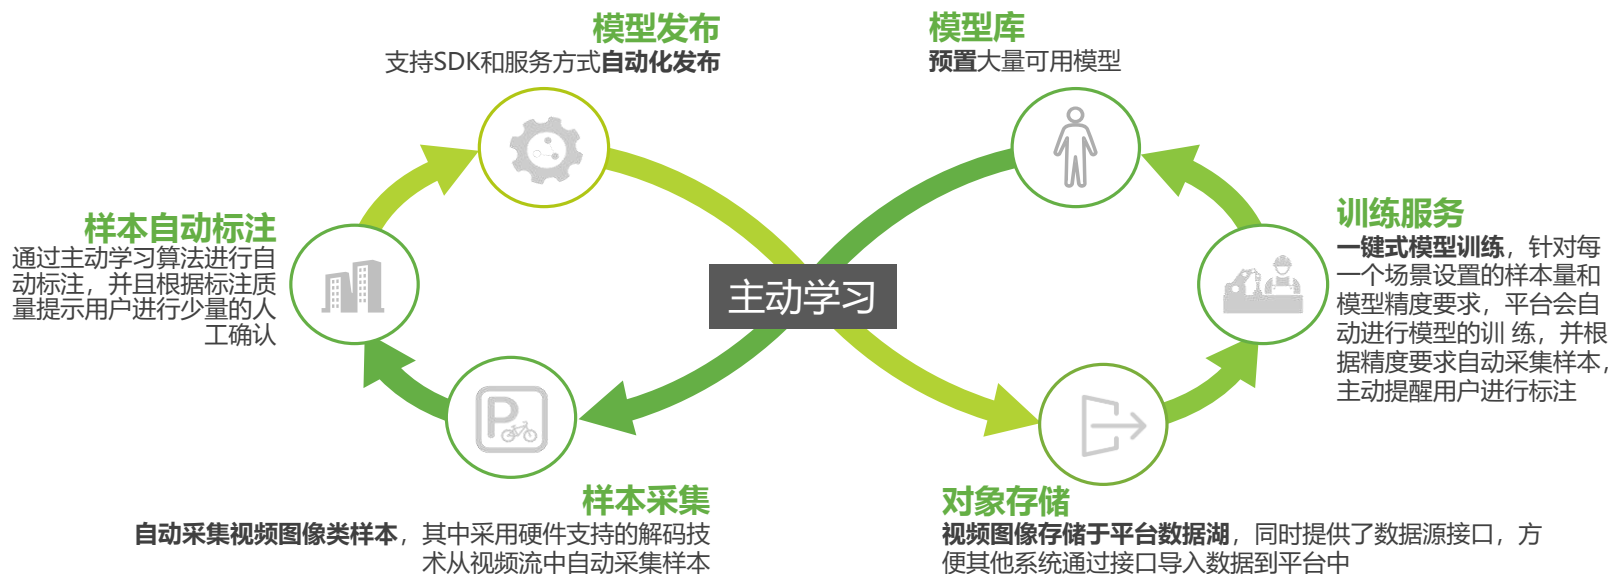 模型发布
支持SDK和服务方式自动化发布
模型库
预置大量可用模型
样本自动标注
通过主动学习算法进行自
动标注，并且根据标注质
量提示用户进行少量的人
工确认
主动学习
训练服务
一键式模型训练，针对每
一个场景设置的样本量和
模型精度要求，平台会自
动进行模型的训 练，并根
据精度要求自动采集样本，
主动提醒用户进行标注
P
样本采集
自动采集视频图像类样本，其中采用硬件支持的解码技
术从视频流中自动采集样本
对象存储
视频图像存储于平台数据湖，同时提供了数据源接口，方
便其他系统通过接口导入数据到平台中